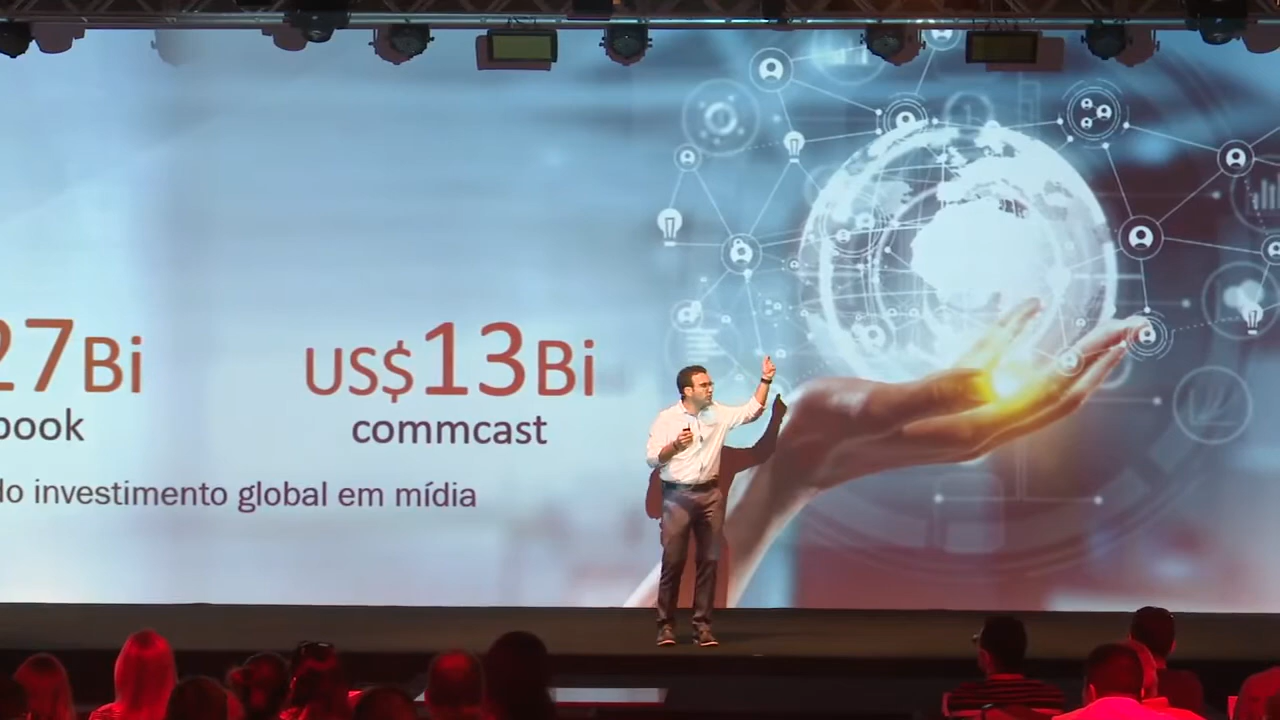 27Bi
US$13Bi
book
commcast
do investimento global em mídia